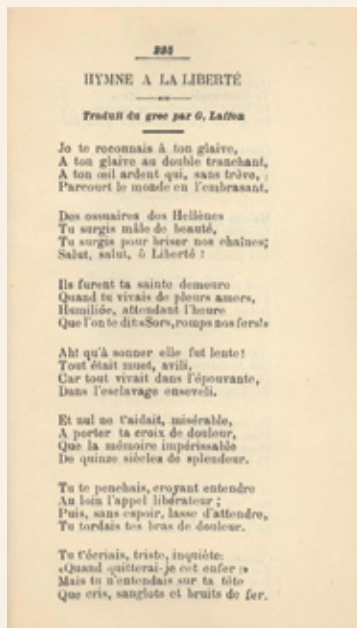 HYMNE A LA LIBERTÉ
Traduit du grec par G. Laffon
Je te reconnais à ton glaive,
A ton glaive au double tranchant,
A ton œil ardent qui, sans trève,
Parcourt le monde en l'embrasant.
Des ossuaires des Hellènes
Tu surgis mâle de beauté,
Tu surgis pour briser nos chaînes;
Salut, salut, ô Liberté !
Ils furent ta sainte demeure
Quand tu vivais de pleurs amers,
Humiliée, attendant l'heure
Que l'on te dit: «Sors, romps nos fers!»
Ah! qu'à sonner elle fut lente!
Tout était muet, avili,
Car tout vivait dans l'épouvante,
Dans l'esclavage enseveli.
Et nul ne t'aidait, misérable,
A porter ta croix de douleur,
Que la mémoire impérissable
De quinze siècles de splendeur.
Tu te penchais, croyant entendre
Au loin l'appel libérateur ;
Puis, sans espoir, lasse d'attendre,
Tu tordais tes bras de douleur.
Tu t'écriais, triste, inquiète:
«Quand quitterai-je cet enfer ?»
Mais tu n'entendais sur ta tête
Que cris, sanglots et bruits de fer.